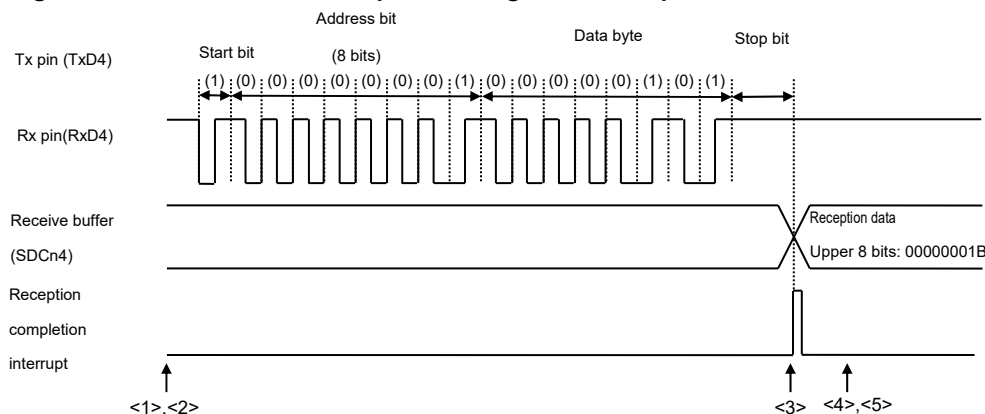 Address bit
Data byte
Stop bit
Start bit
(8 bits)
Tx pin (TxD4)
(1) (0) (0) (0) (0) (0) (0) (0) (1) (0) (0) (0) (0) (0) (1) (0) (1)
Rx pin(RxD4)
Receive buffer
(SDCn4)
Reception data
Upper 8 bits: 00000001B
Reception
completion
interrupt
<1>,<2>
<3>
<4>,<5>